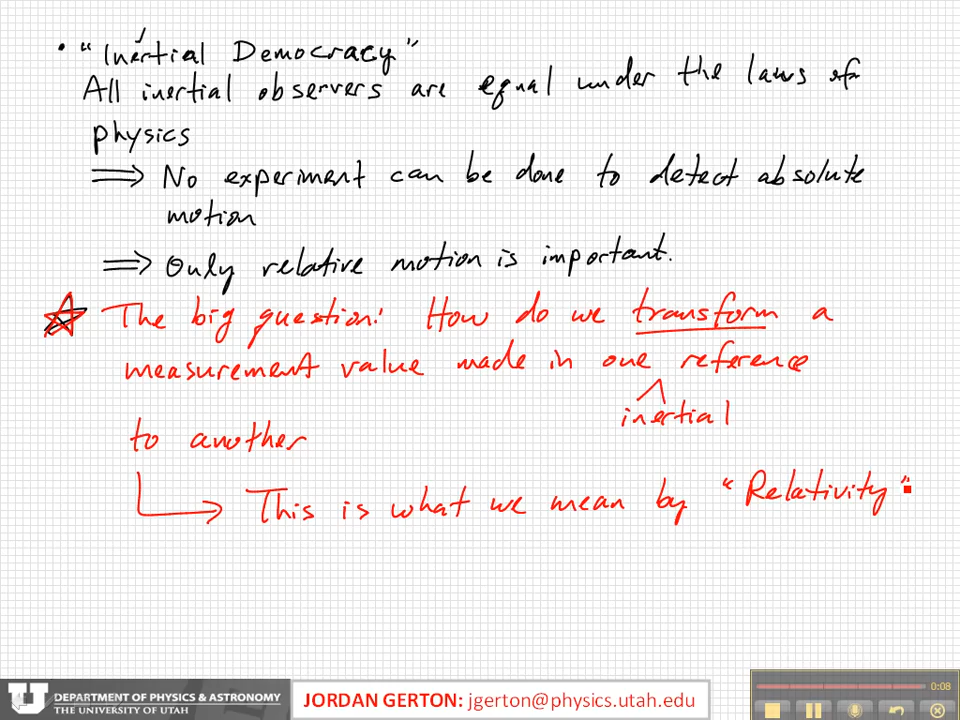 • "Inertial Democracy"
All inertial observers are equal under the laws of
physics
⟹ No experiment can be done to detect absolute
motion
⟹ Only relative motion is important.
The big question: How do we transform a
measurement value made in one reference
inertial
to another
This is what we mean by "Relativity"
0:08
U
DEPARTMENT OF PHYSICS & ASTRONOMY
THE UNIVERSITY OF UTAH
JORDAN GERTON: jgerton@physics.utah.edu